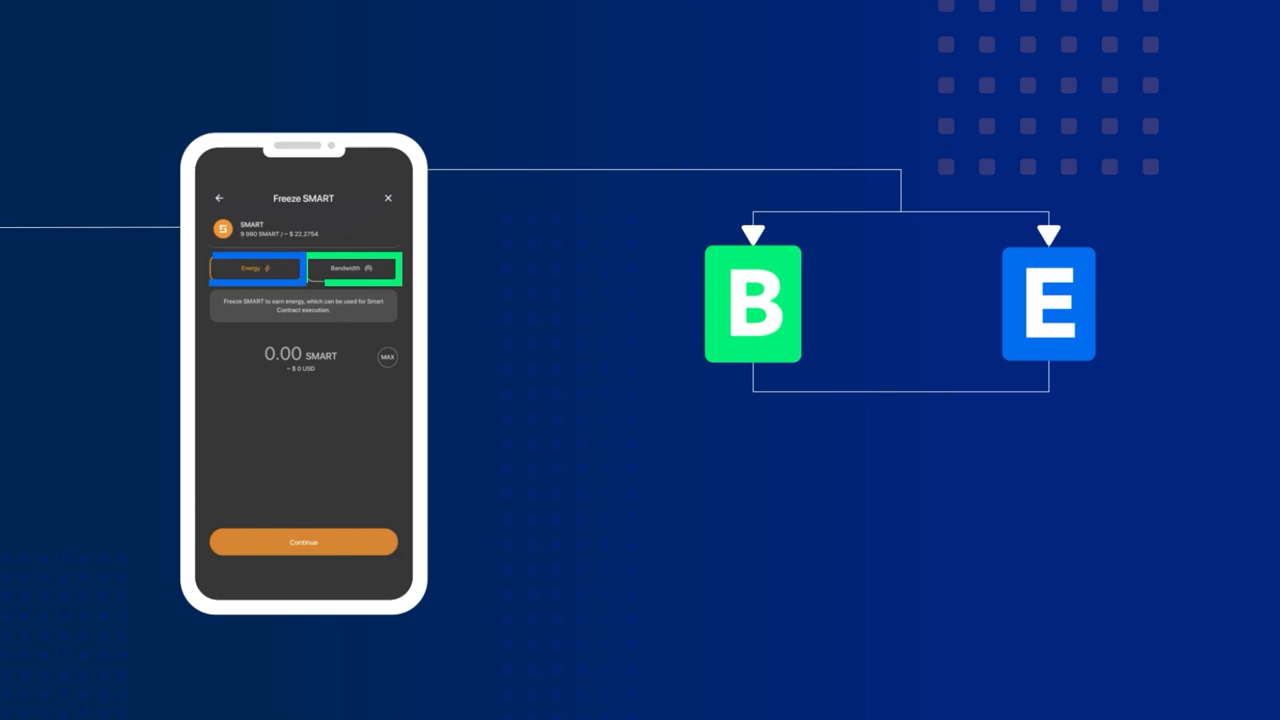 Freeze SMART
SMART
9 980 SMART / ~ $ 22.2754
Energy
Bandwidth
Freeze SMART to earn energy, which can be used for Smart
Contract execution.
0.00 SMART
MAX
~ $ 0 USD
Continue
B
E